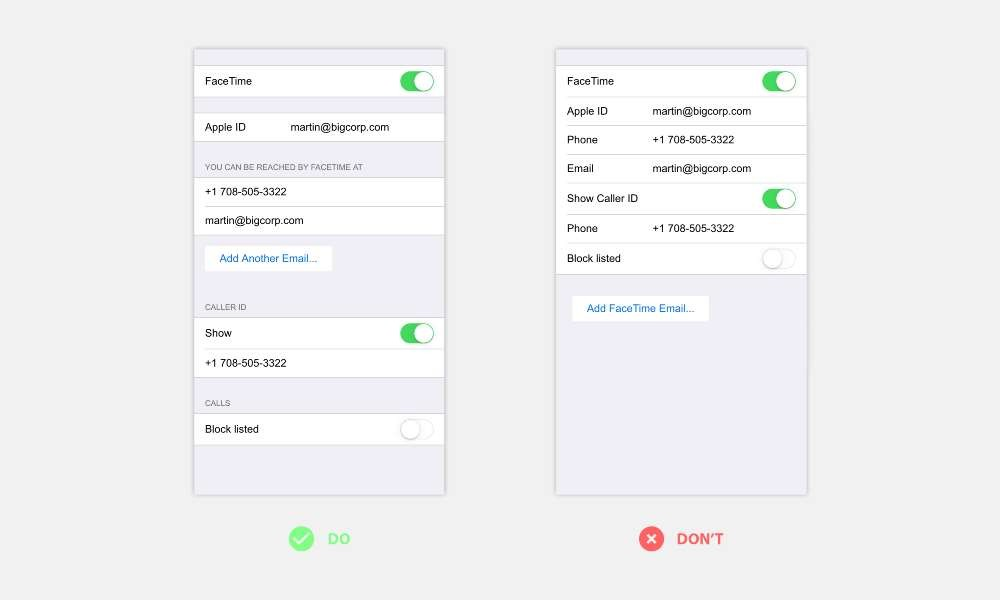 FaceTime
Apple ID martin@bigcorp.com
YOU CAN BE REACHED BY FACETIME AT
+1 708-505-3322
martin@bigcorp.com
Add Another Email...
CALLER ID
Show
+1 708-505-3322
CALLS
Block listed
DO
FaceTime
Apple ID martin@bigcorp.com
Phone +1 708-505-3322
Email martin@bigcorp.com
Show Caller ID
Phone +1 708-505-3322
Block listed
Add FaceTime Email...
DON'T